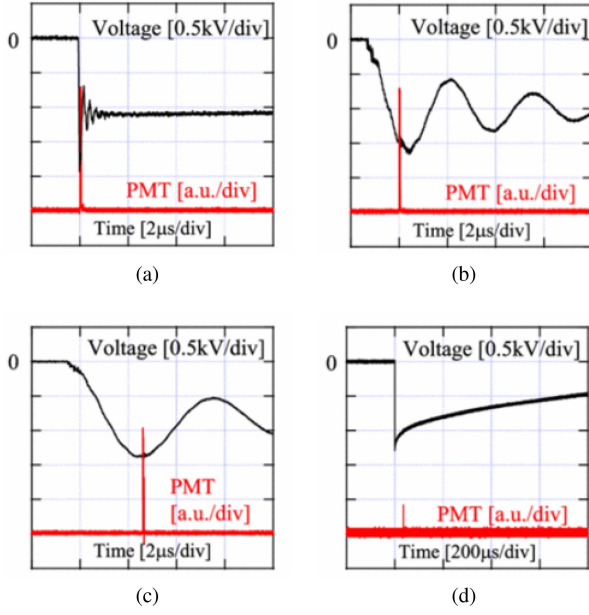 0
Voltage [0.5kV/div]
PMT [a.u./div]
Time [2μs/div]
(a)
0
Voltage [0.5kV/div]
PMT [a.u./div]
Time [2μs/div]
(b)
0
Voltage [0.5kV/div]
PMT
[a.u./div]
Time [2μs/div]
(c)
0
Voltage [0.5kV/div]
PMT [a.u./div]
Time [200μs/div]
(d)